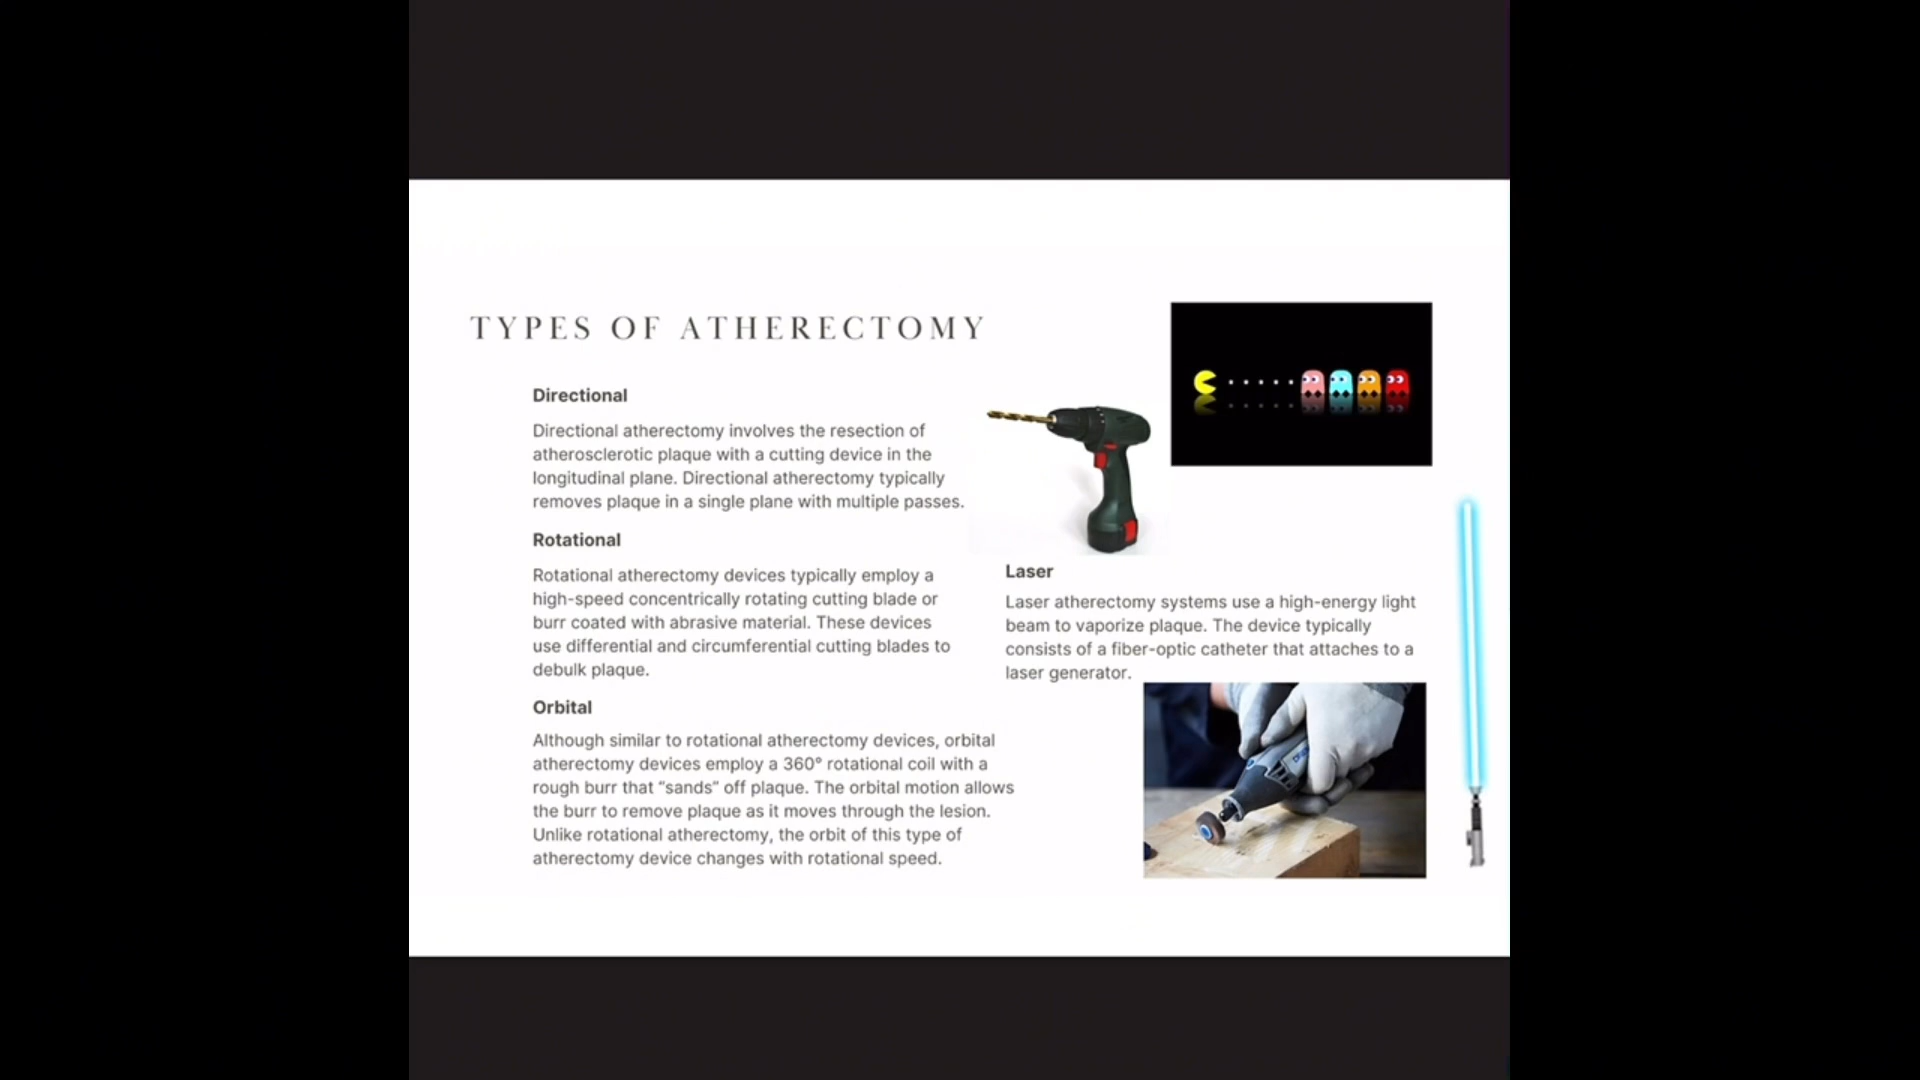 TYPES OF ATHERECTOMY
Directional
Directional atherectomy involves the resection of
atherosclerotic plaque with a cutting device in the
longitudinal plane. Directional atherectomy typically
removes plaque in a single plane with multiple passes.
Rotational
Rotational atherectomy devices typically employ a
high-speed concentrically rotating cutting blade or
burr coated with abrasive material. These devices
use differential and circumferential cutting blades to
debulk plaque.
Orbital
Although similar to rotational atherectomy devices, orbital
atherectomy devices employ a 360° rotational coil with a
rough burr that “sands” off plaque. The orbital motion allows
the burr to remove plaque as it moves through the lesion.
Unlike rotational atherectomy, the orbit of this type of
atherectomy device changes with rotational speed.
Laser
Laser atherectomy systems use a high-energy light
beam to vaporize plaque. The device typically
consists of a fiber-optic catheter that attaches to a
laser generator.